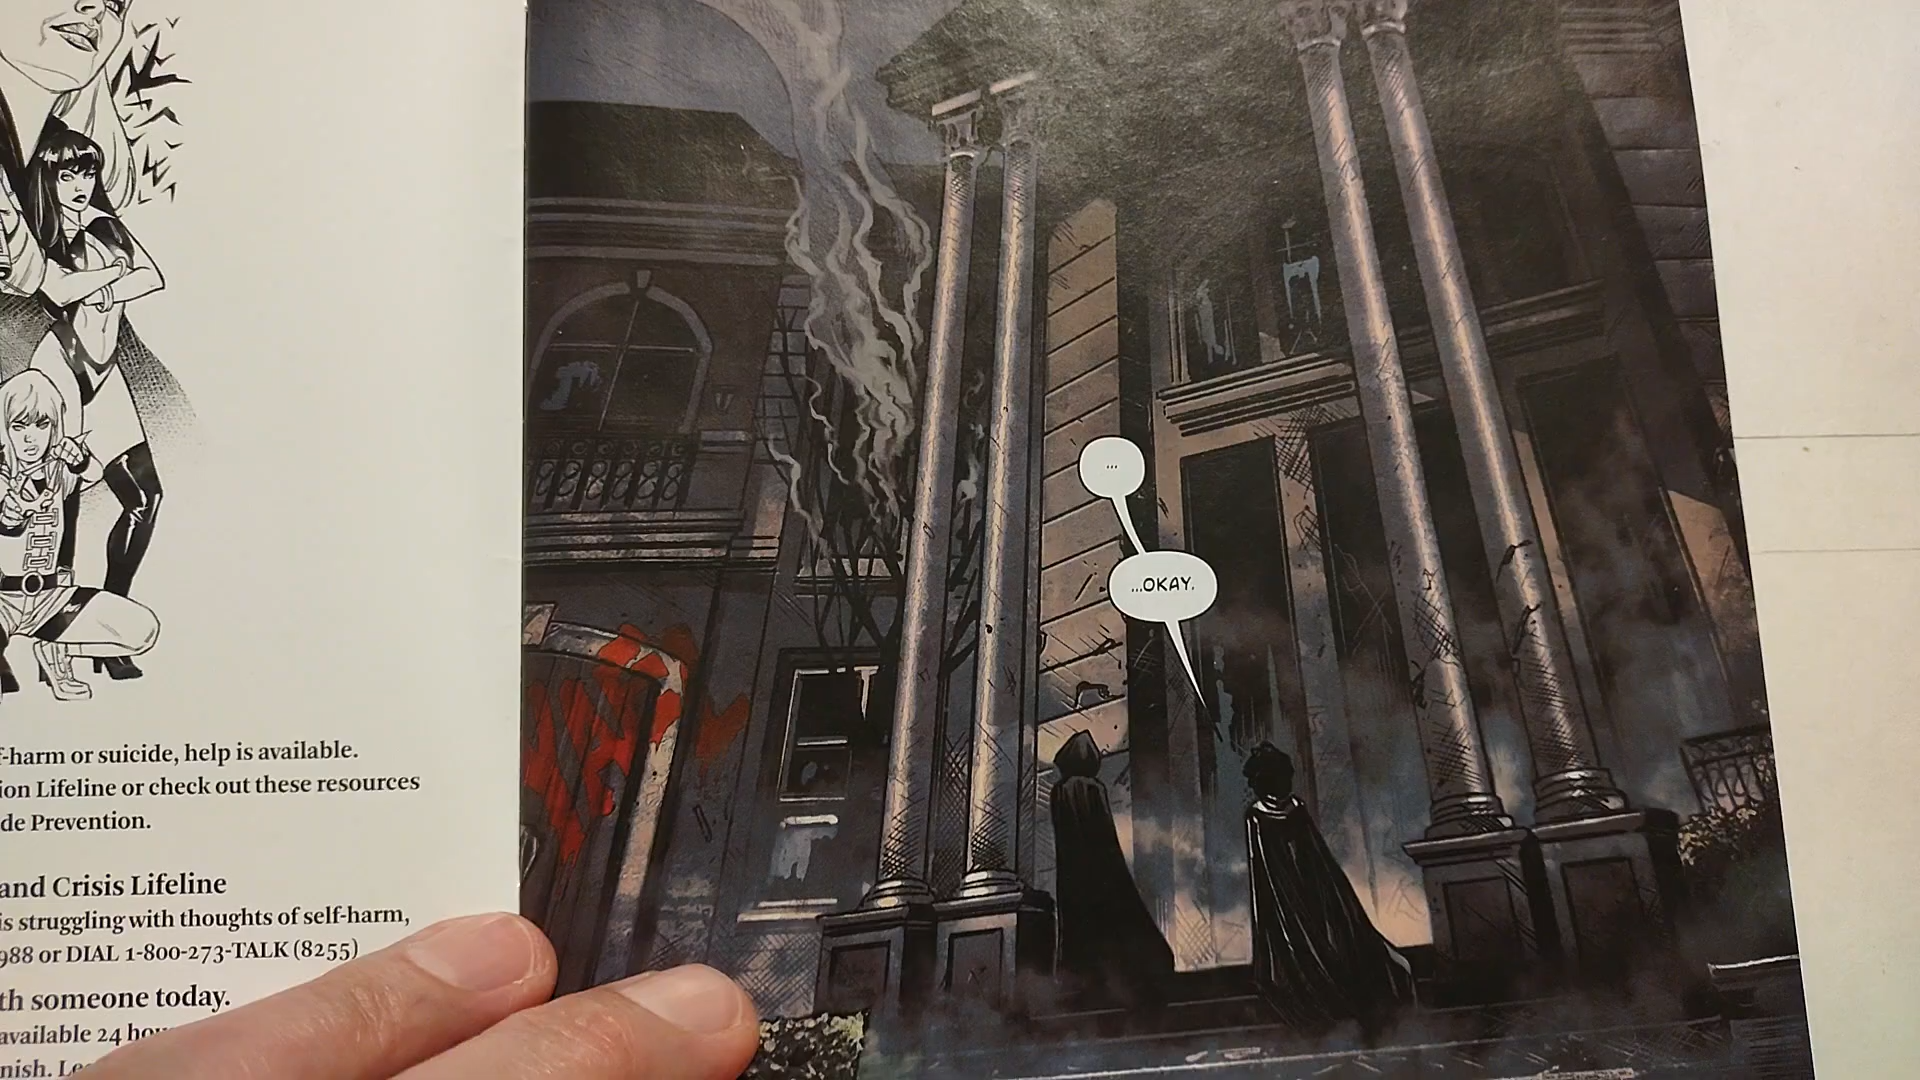 f-harm or suicide, help is available.
ion Lifeline or check out these resources
de Prevention.
and Crisis Lifeline
is struggling with thoughts of self-harm,
988 or DIAL 1-800-273-TALK (8255)
th someone today.
available 24 hou
nish. Le
...
...OKAY.